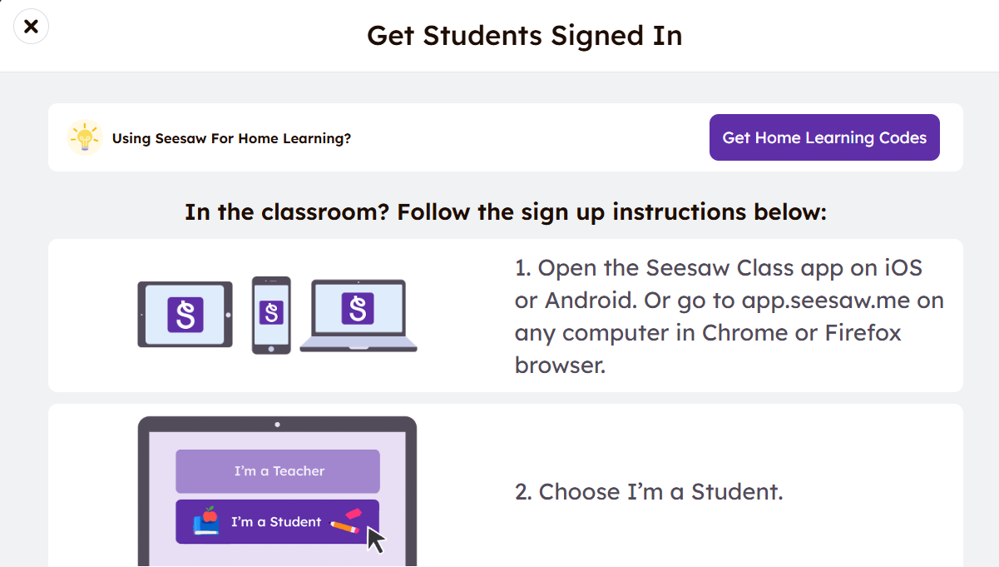 Get Students Signed In
Using Seesaw For Home Learning?
Get Home Learning Codes
In the classroom? Follow the sign up instructions below:
1. Open the Seesaw Class app on iOS
or Android. Or go to app.seesaw.me on
any computer in Chrome or Firefox
browser.
I’m a Teacher
I’m a Student
2. Choose I’m a Student.